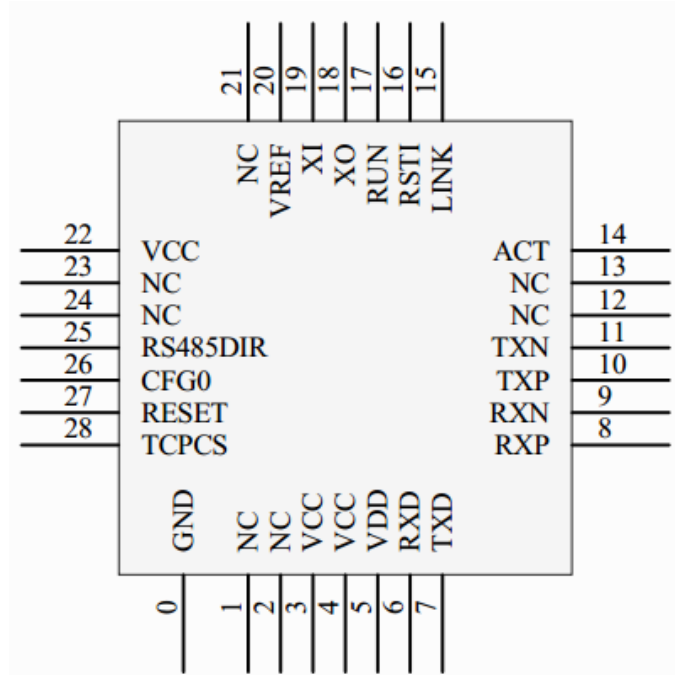 21 20 19 18 17 16 15
NC VREF XI XO RUN RSTI LINK
22 VCC
23 NC
24 NC
25 RS485DIR
26 CFG0
27 RESET
28 TCPCS
ACT 14
NC 13
NC 12
TXN 11
TXP 10
RXN 9
RXP 8
GND NC NC VCC VCC VDD RXD TXD
0 1 2 3 4 5 6 7